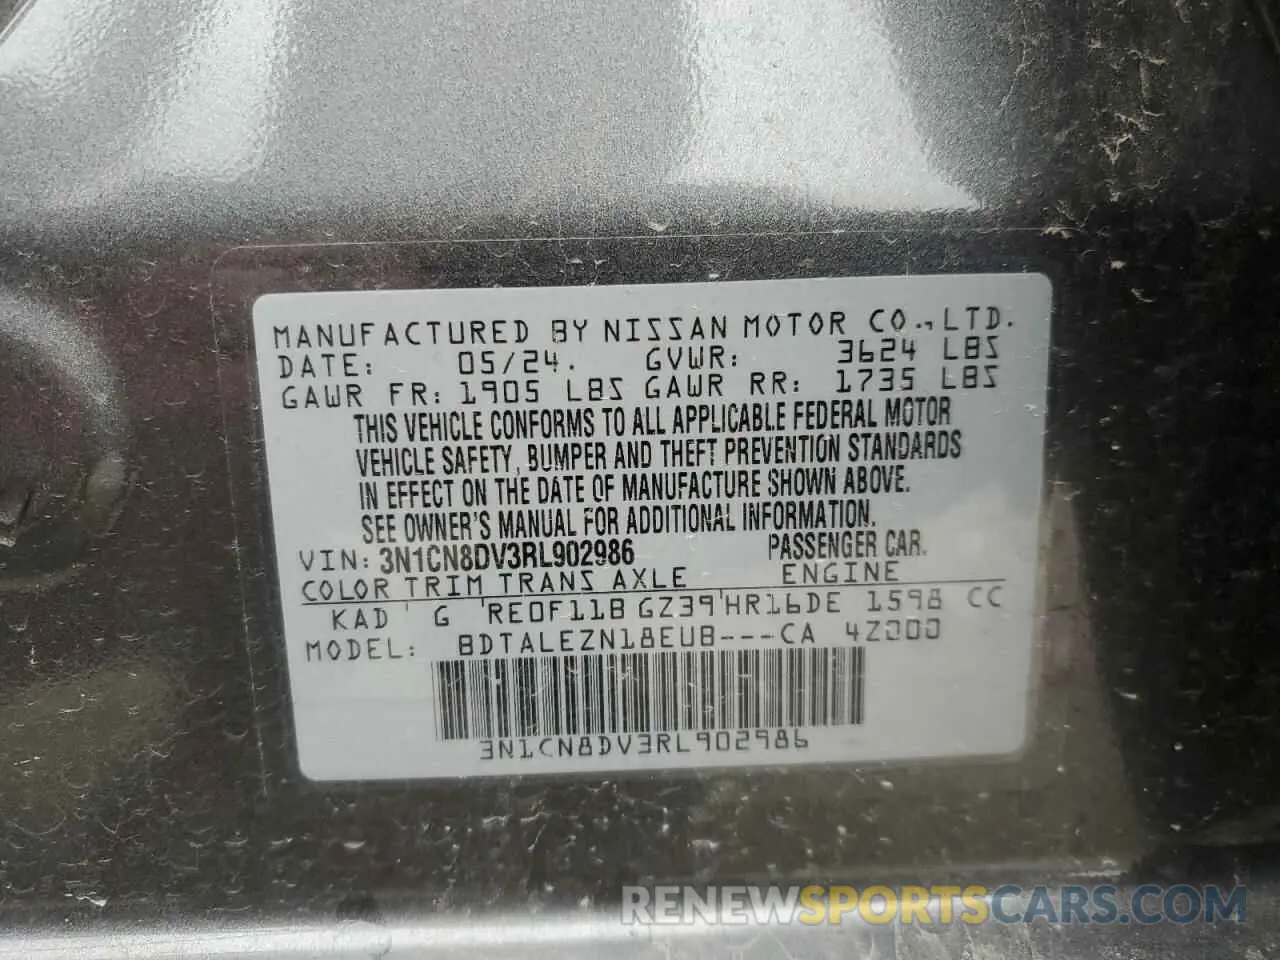 MANUFACTURED BY NISSAN MOTOR CO., LTD.
DATE: 05/24. GVWR: 3624 LBS
GAWR FR: 1905 LBS GAWR RR: 1735 LBS
THIS VEHICLE CONFORMS TO ALL APPLICABLE FEDERAL MOTOR
VEHICLE SAFETY, BUMPER AND THEFT PREVENTION STANDARDS
IN EFFECT ON THE DATE OF MANUFACTURE SHOWN ABOVE.
SEE OWNER'S MANUAL FOR ADDITIONAL INFORMATION.
VIN: 3N1CN8DV3RL902986 PASSENGER CAR.
COLOR TRIM TRANS AXLE ENGINE
KAD G RE0F11B GZ39 HR16DE 1598 CC
MODEL: BDTALEZN18EUB---CA
3N1CN8DV3RL902986
RENEWSPORTSCARS.COM